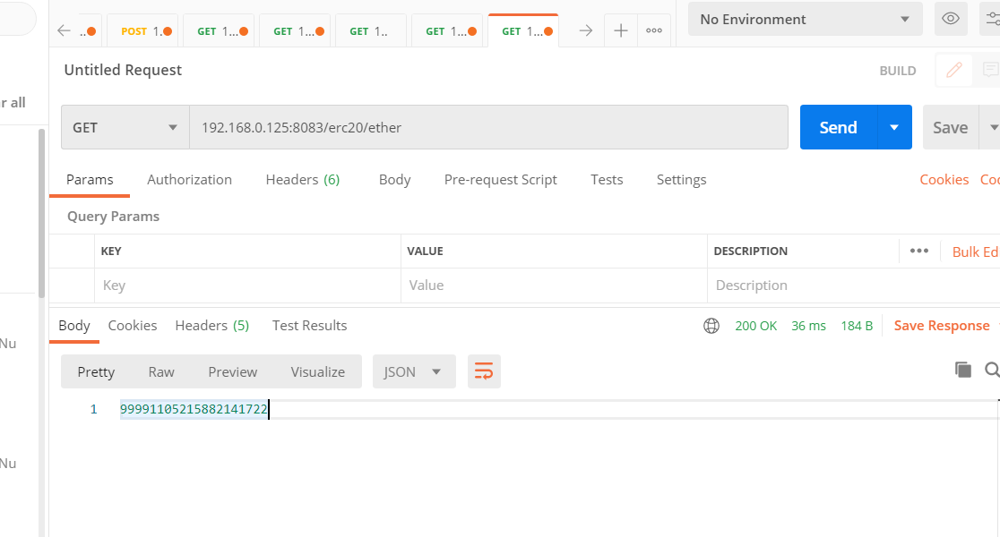 .. POST 1. GET 1... GET 1... GET 1.. GET 1... GET 1... No Environment
Untitled Request BUILD
r all
GET 192.168.0.125:8083/erc20/ether Send Save
Params Authorization Headers (6) Body Pre-request Script Tests Settings Cookies Coo
Query Params
KEY VALUE DESCRIPTION ••• Bulk Ed
Key Value Description
Body Cookies Headers (5) Test Results 200 OK 36 ms 184 B Save Response
Nu
Pretty Raw Preview Visualize JSON
1 99991105215882141722
Nu